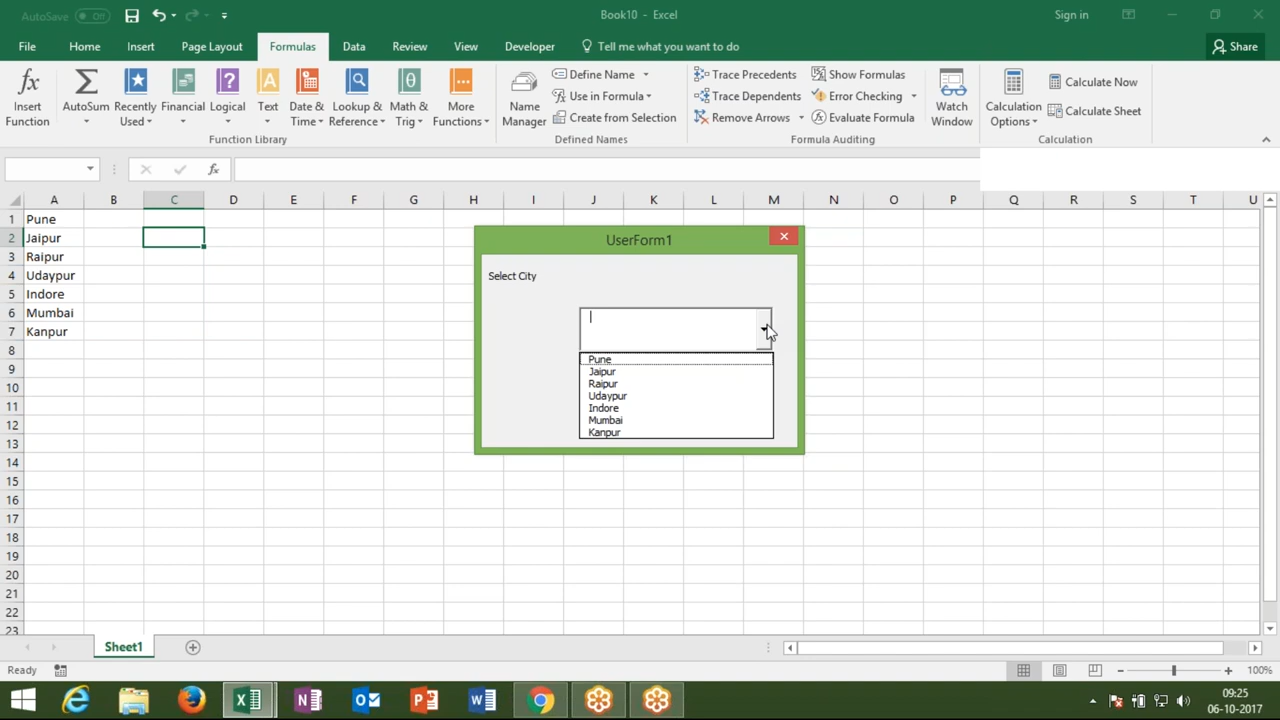 AutoSave Off
Book10 - Excel
Sign in
File Home Insert Page Layout Formulas Data Review View Developer Tell me what you want to do
Share
Insert Function
AutoSum
Recently Used
Financial
Logical
Text
Date & Time
Lookup & Reference
Math & Trig
More Functions
Function Library
Name Manager
Define Name
Use in Formula
Create from Selection
Defined Names
Trace Precedents
Trace Dependents
Remove Arrows
Show Formulas
Error Checking
Evaluate Formula
Formula Auditing
Watch Window
Calculation Options
Calculate Now
Calculate Sheet
Calculation
fx
A B C D E F G H I J K L M N O P Q R S T U
1 Pune
2 Jaipur
3 Raipur
4 Udaypur
5 Indore
6 Mumbai
7 Kanpur
8
9
10
11
12
13
14
15
16
17
18
19
20
21
22
23
UserForm1
Select City
Pune
Jaipur
Raipur
Udaypur
Indore
Mumbai
Kanpur
Sheet1
Ready
100%
09:25
06-10-2017